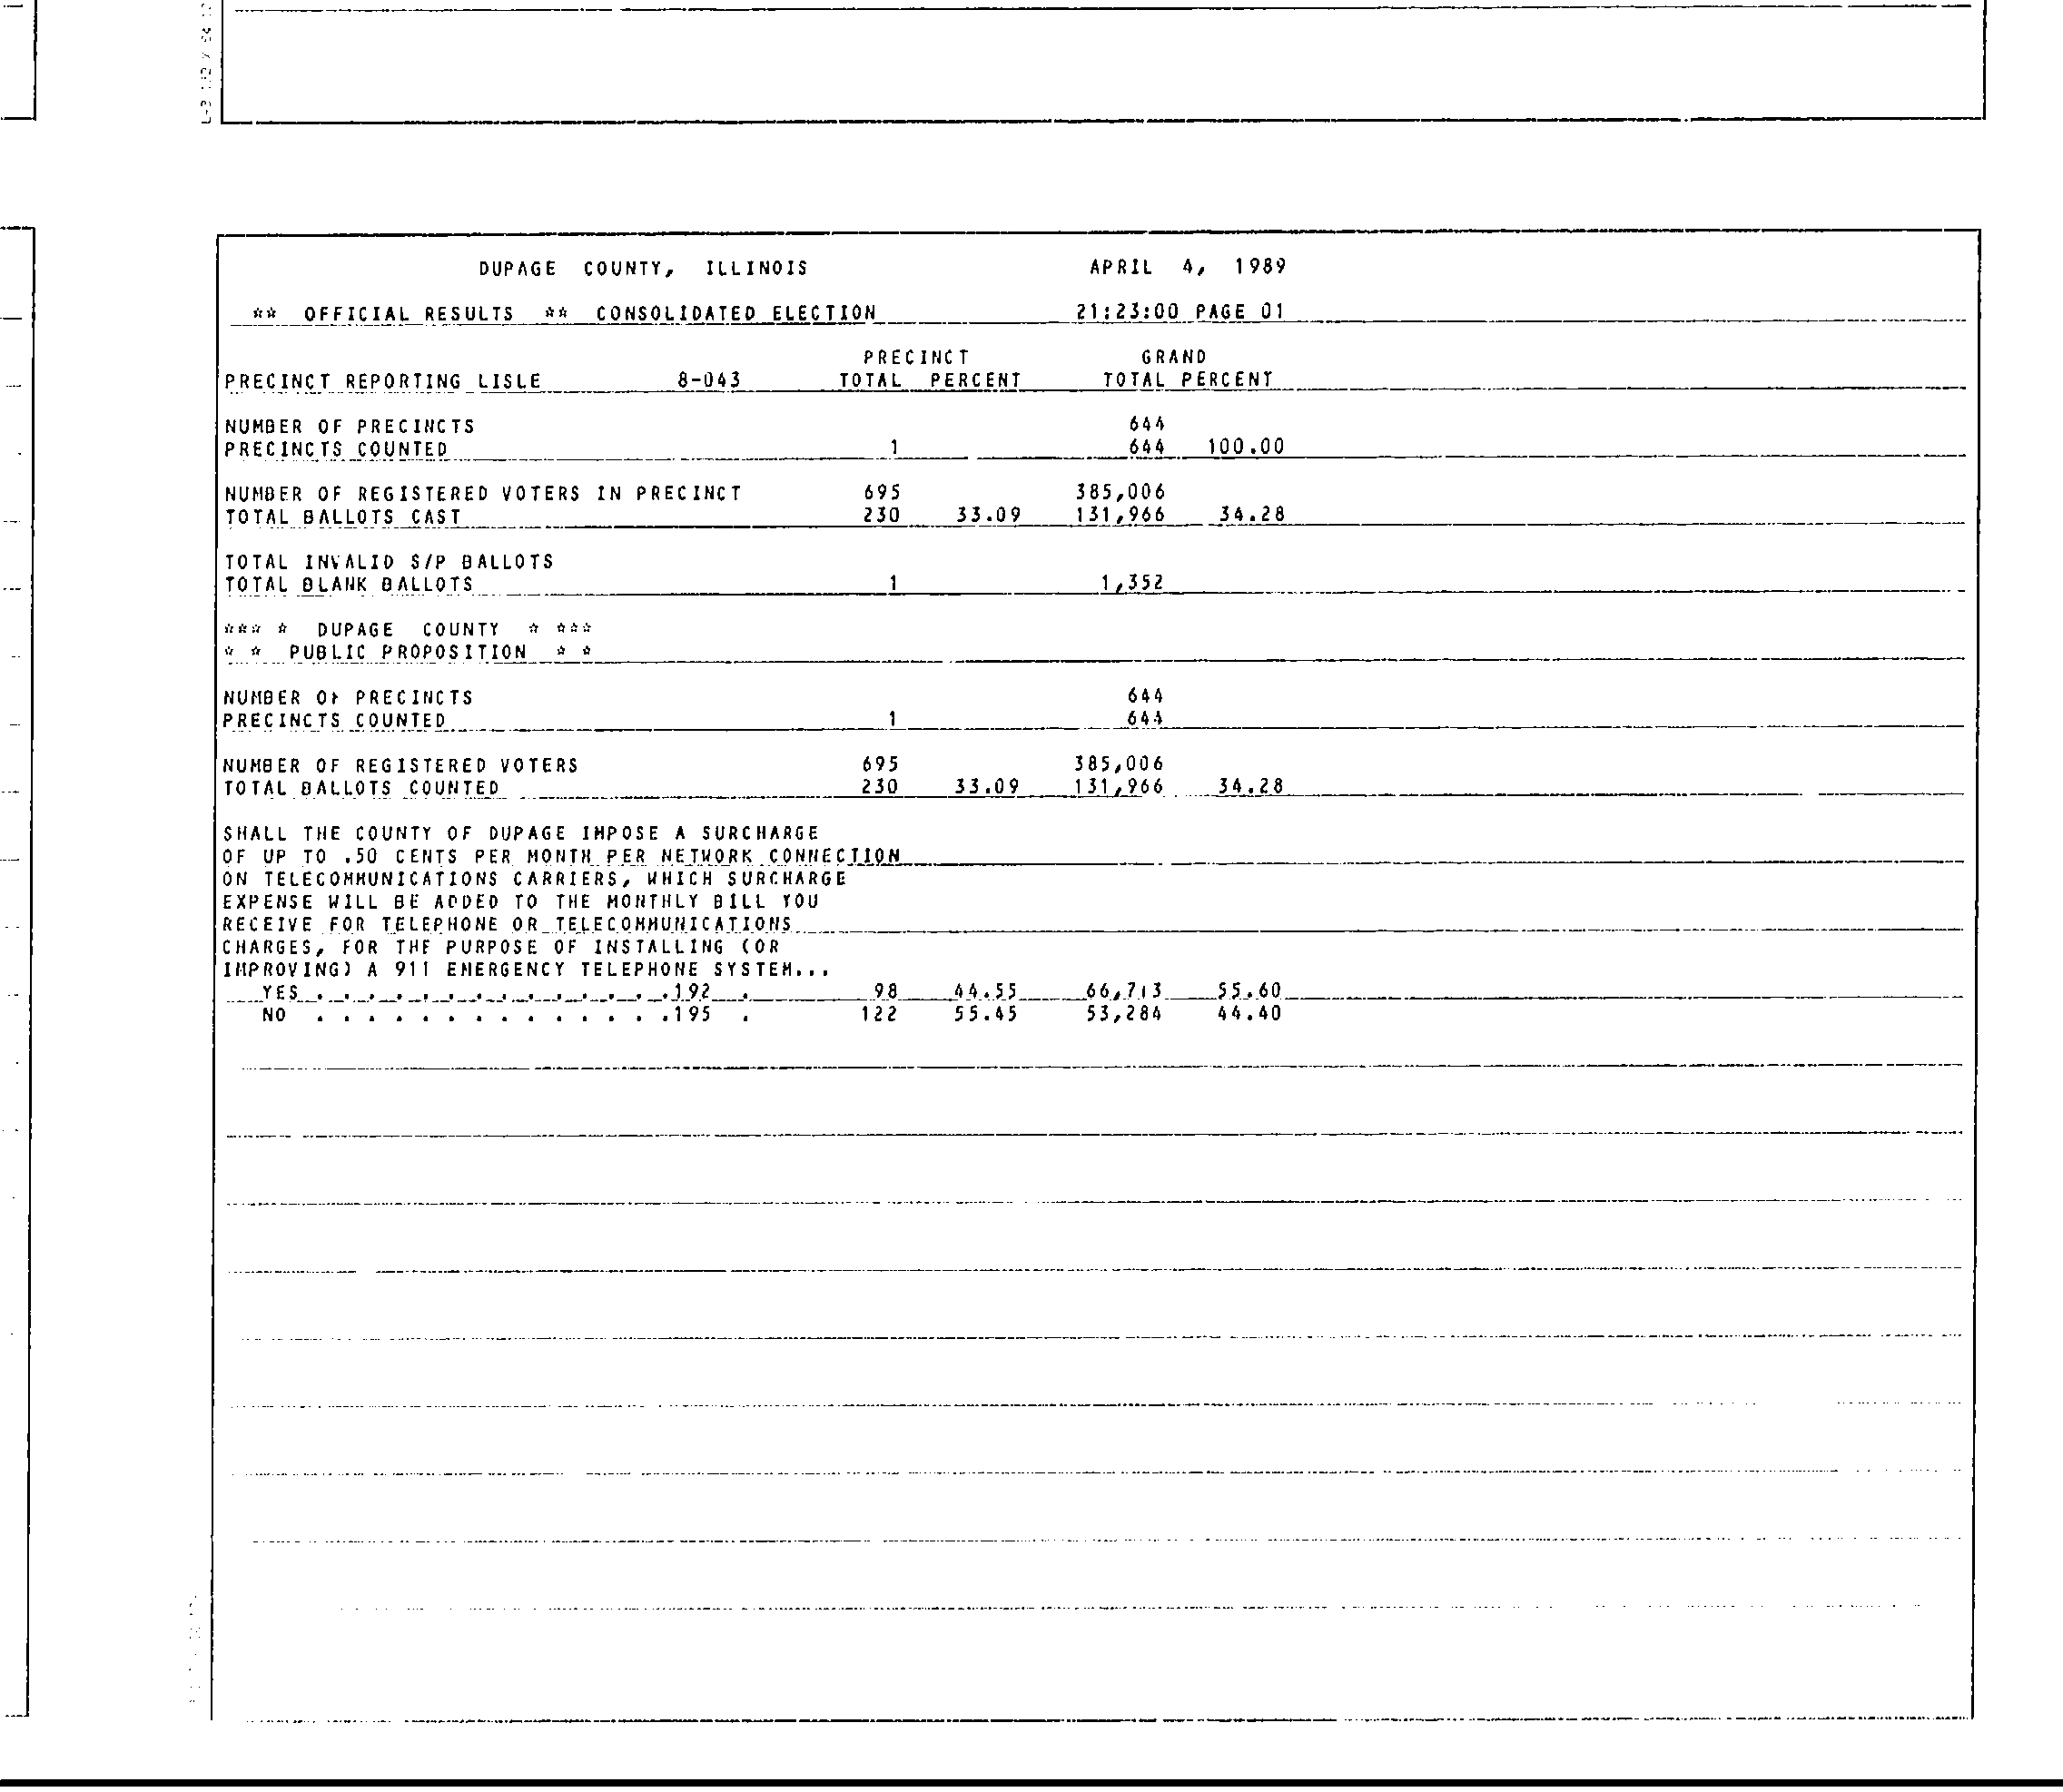 DUPAGE COUNTY, ILLINOIS APRIL 4, 1989
** OFFICIAL RESULTS ** CONSOLIDATED ELECTION 21:23:00 PAGE 01
PRECINCT GRAND
PRECINCT REPORTING LISLE 8-043 TOTAL PERCENT TOTAL PERCENT
NUMBER OF PRECINCTS 644
PRECINCTS COUNTED 1 644 100.00
NUMBER OF REGISTERED VOTERS IN PRECINCT 695 385,006
TOTAL BALLOTS CAST 230 33.09 131,966 34.28
TOTAL INVALID S/P BALLOTS
TOTAL BLANK BALLOTS 1 1,352
*** * DUPAGE COUNTY * ***
* * PUBLIC PROPOSITION * *
NUMBER OF PRECINCTS 644
PRECINCTS COUNTED 1 644
NUMBER OF REGISTERED VOTERS 695 385,006
TOTAL BALLOTS COUNTED 230 33.09 131,966 34.28
SHALL THE COUNTY OF DUPAGE IMPOSE A SURCHARGE
OF UP TO .50 CENTS PER MONTH PER NETWORK CONNECTION
ON TELECOMMUNICATIONS CARRIERS, WHICH SURCHARGE
EXPENSE WILL BE ADDED TO THE MONTHLY BILL YOU
RECEIVE FOR TELEPHONE OR TELECOMMUNICATIONS
CHARGES, FOR THE PURPOSE OF INSTALLING (OR
IMPROVING) A 911 EMERGENCY TELEPHONE SYSTEM...
YES . . . . . . . . . . . . . .192 . 98 44.55 66,713 55.60
NO . . . . . . . . . . . . . .195 . 122 55.45 53,284 44.40